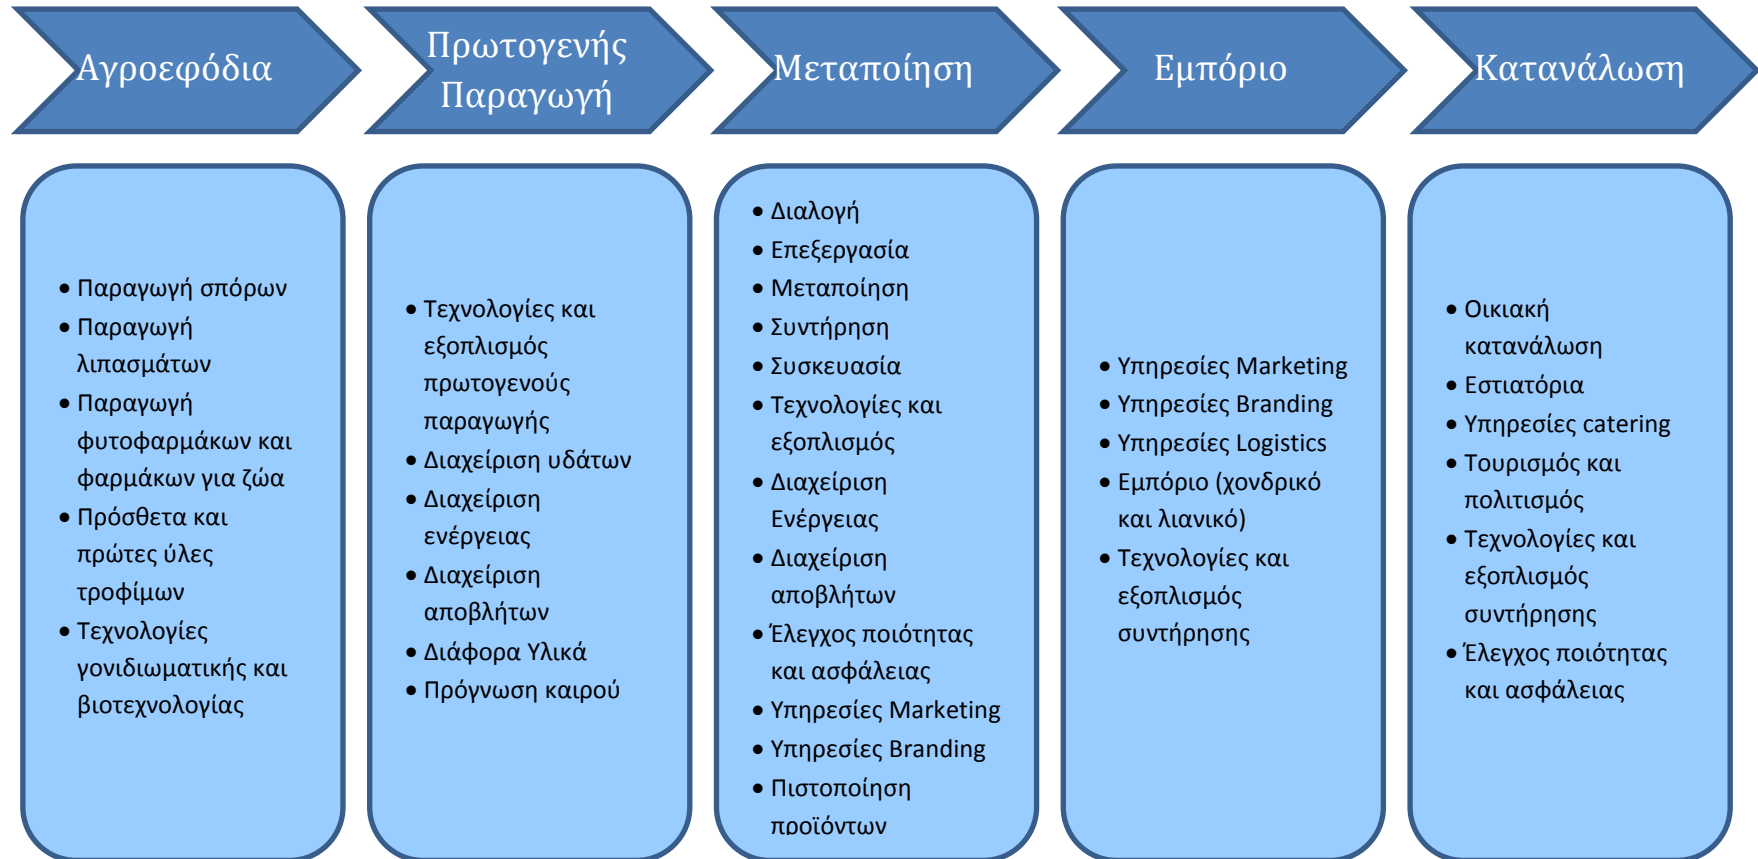 Αγροεφόδια
Πρωτογενής
Παραγωγή
Μεταποίηση
Εμπόριο
Κατανάλωση
• Παραγωγή σπόρων
• Παραγωγή
λιπασμάτων
• Παραγωγή
φυτοφαρμάκων και
φαρμάκων για ζώα
• Πρόσθετα και
πρώτες ύλες
τροφίμων
• Τεχνολογίες
γονιδιωματικής και
βιοτεχνολογίας
• Τεχνολογίες και
εξοπλισμός
πρωτογενούς
παραγωγής
• Διαχείριση υδάτων
• Διαχείριση
ενέργειας
• Διαχείριση
αποβλήτων
• Διάφορα Υλικά
• Πρόγνωση καιρού
• Διαλογή
• Επεξεργασία
• Μεταποίηση
• Συντήρηση
• Συσκευασία
• Τεχνολογίες και
εξοπλισμός
• Διαχείριση
Ενέργειας
• Διαχείριση
αποβλήτων
• Έλεγχος ποιότητας
και ασφάλειας
• Υπηρεσίες Marketing
• Υπηρεσίες Branding
• Πιστοποίηση
προϊόντων
• Υπηρεσίες Marketing
• Υπηρεσίες Branding
• Υπηρεσίες Logistics
• Εμπόριο (χονδρικό
και λιανικό)
• Τεχνολογίες και
εξοπλισμός
συντήρησης
• Οικιακή
κατανάλωση
• Εστιατόρια
• Υπηρεσίες catering
• Τουρισμός και
πολιτισμός
• Τεχνολογίες και
εξοπλισμός
συντήρησης
• Έλεγχος ποιότητας
και ασφάλειας